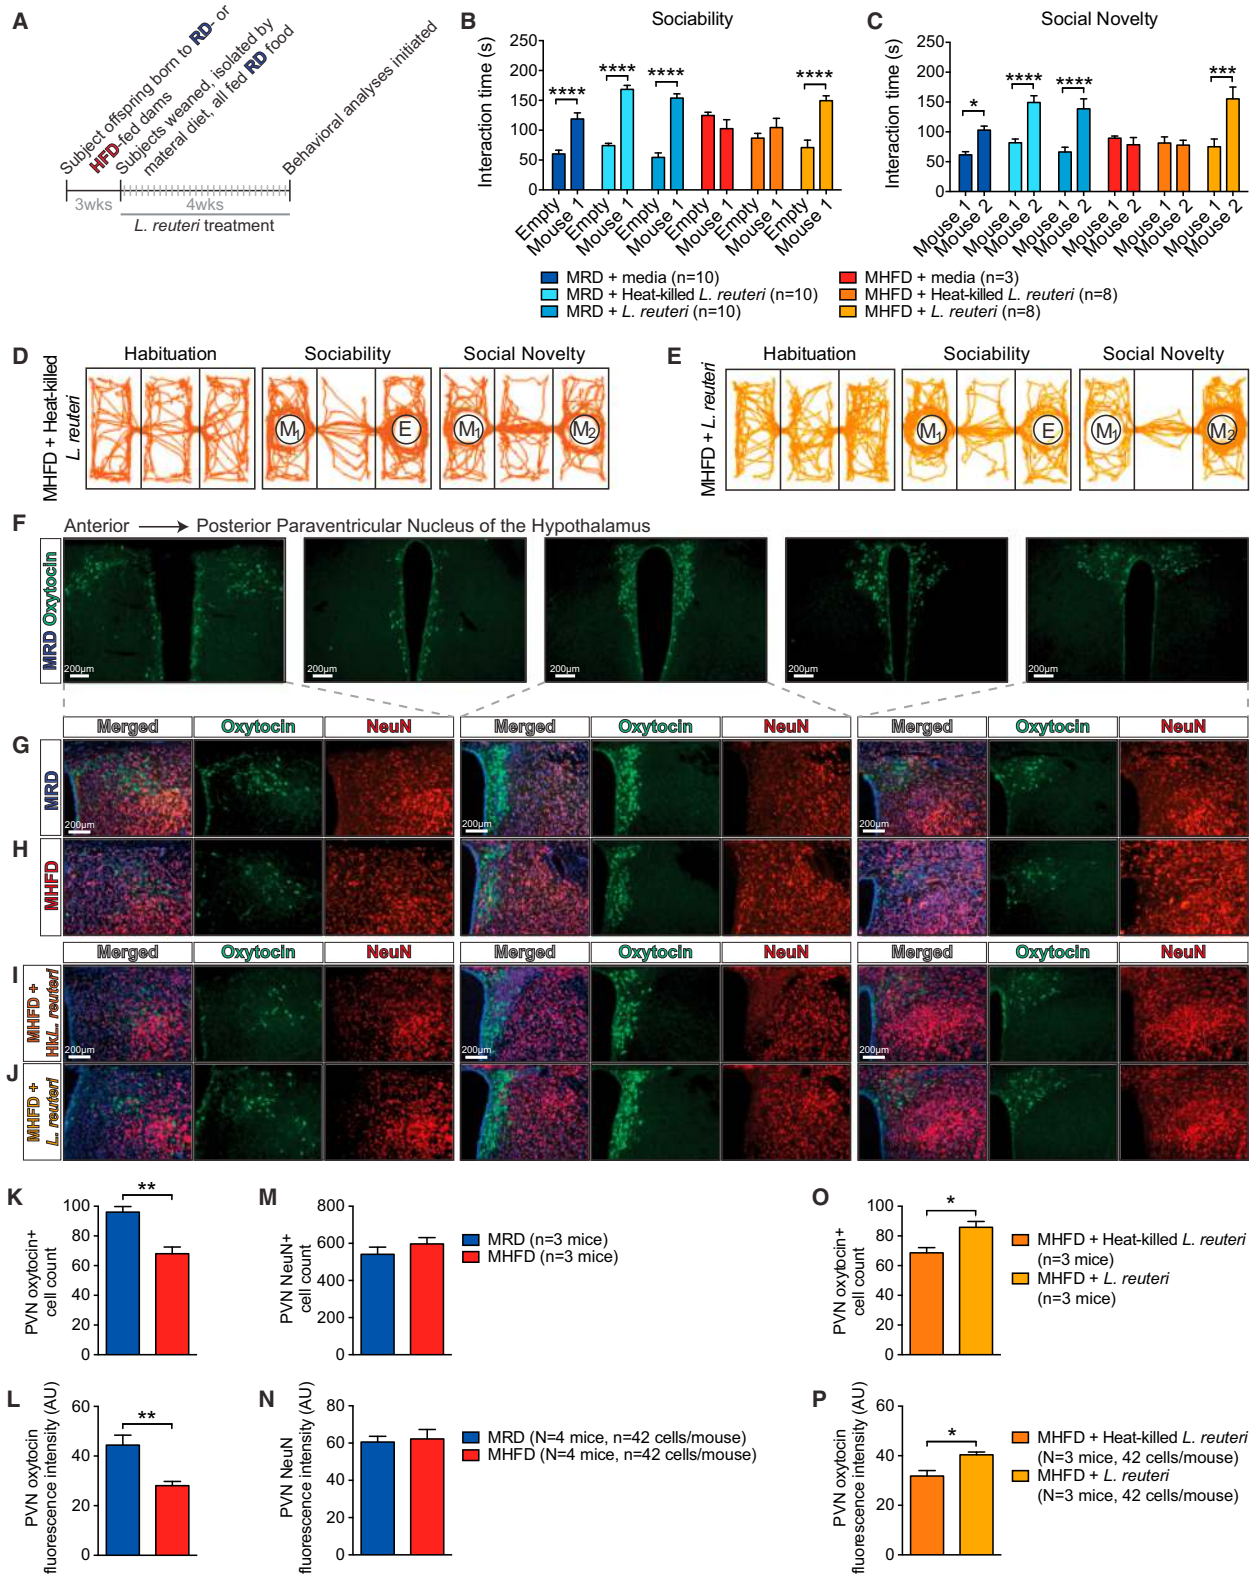 A
Subject offspring born to RD- or
HFD-fed dams
Subjects weaned, isolated by
materal diet, all fed RD food
Behavioral analyses initiated
3wks
4wks
L. reuteri treatment
B
Sociability
Interaction time (s)
250
200
150
100
50
0
****
****
****
****
Empty
Mouse 1
Empty
Mouse 1
Empty
Mouse 1
Empty
Mouse 1
Empty
Mouse 1
Empty
Mouse 1
C
Social Novelty
Interaction time (s)
250
200
150
100
50
0
*
****
****
***
Mouse 1
Mouse 2
Mouse 1
Mouse 2
Mouse 1
Mouse 2
Mouse 1
Mouse 2
Mouse 1
Mouse 2
Mouse 1
Mouse 2
MRD + media (n=10)
MRD + Heat-killed L. reuteri (n=10)
MRD + L. reuteri (n=10)
MHFD + media (n=3)
MHFD + Heat-killed L. reuteri (n=8)
MHFD + L. reuteri (n=8)
D
MHFD + Heat-killed
L. reuteri
Habituation
Sociability
Social Novelty
M1
E
M1
M2
E
MHFD + L. reuteri
Habituation
Sociability
Social Novelty
M1
E
M1
M2
F
Anterior → Posterior Paraventricular Nucleus of the Hypothalamus
MRD Oxytocin
200µm
200µm
200µm
200µm
200µm
Merged Oxytocin NeuN
Merged Oxytocin NeuN
Merged Oxytocin NeuN
G
MRD
200µm
200µm
200µm
H
MHFD
Merged Oxytocin NeuN
Merged Oxytocin NeuN
Merged Oxytocin NeuN
I
MHFD +
HkL. reuteri
200µm
200µm
200µm
J
MHFD +
L. reuteri
K
PVN oxytocin+
cell count
100
80
60
40
20
0
**
M
PVN NeuN+
cell count
800
600
400
200
0
MRD (n=3 mice)
MHFD (n=3 mice)
O
PVN oxytocin+
cell count
100
80
60
40
20
0
*
MHFD + Heat-killed L. reuteri
(n=3 mice)
MHFD + L. reuteri
(n=3 mice)
L
PVN oxytocin
fluorescence intensity (AU)
60
40
20
0
**
N
PVN NeuN
fluorescence intensity (AU)
80
60
40
20
0
MRD (N=4 mice, n=42 cells/mouse)
MHFD (N=4 mice, n=42 cells/mouse)
P
PVN oxytocin
fluorescence intensity (AU)
60
40
20
0
*
MHFD + Heat-killed L. reuteri
(N=3 mice, 42 cells/mouse)
MHFD + L. reuteri
(N=3 mice, 42 cells/mouse)